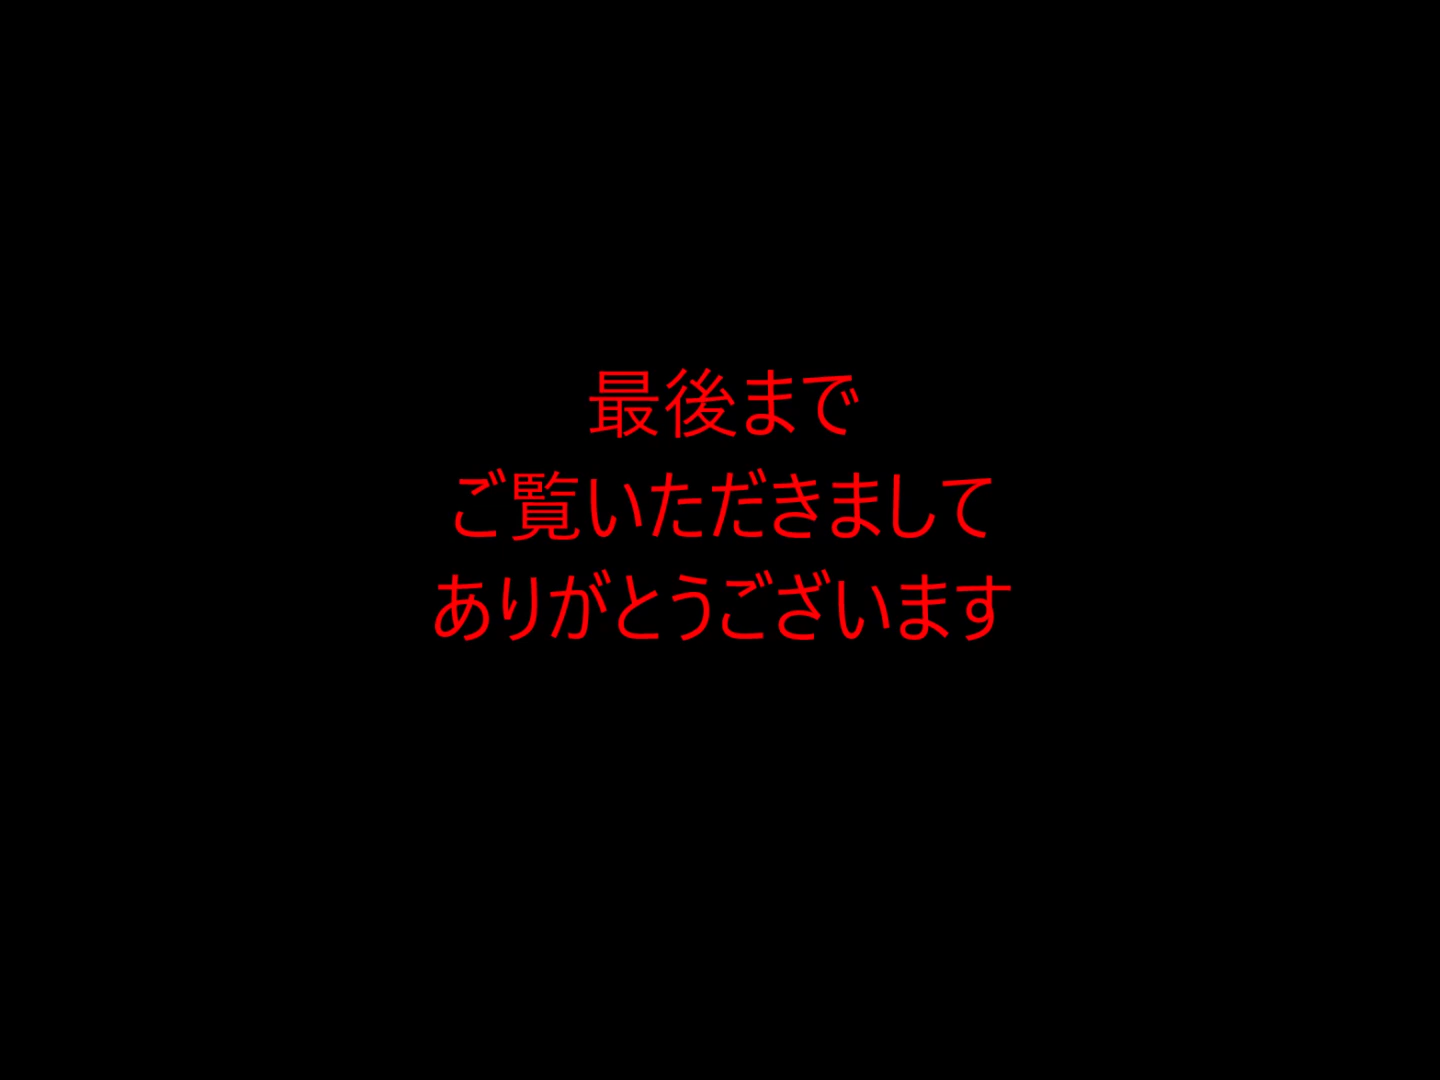 最後まで
ご覧いただきまして
ありがとうございます